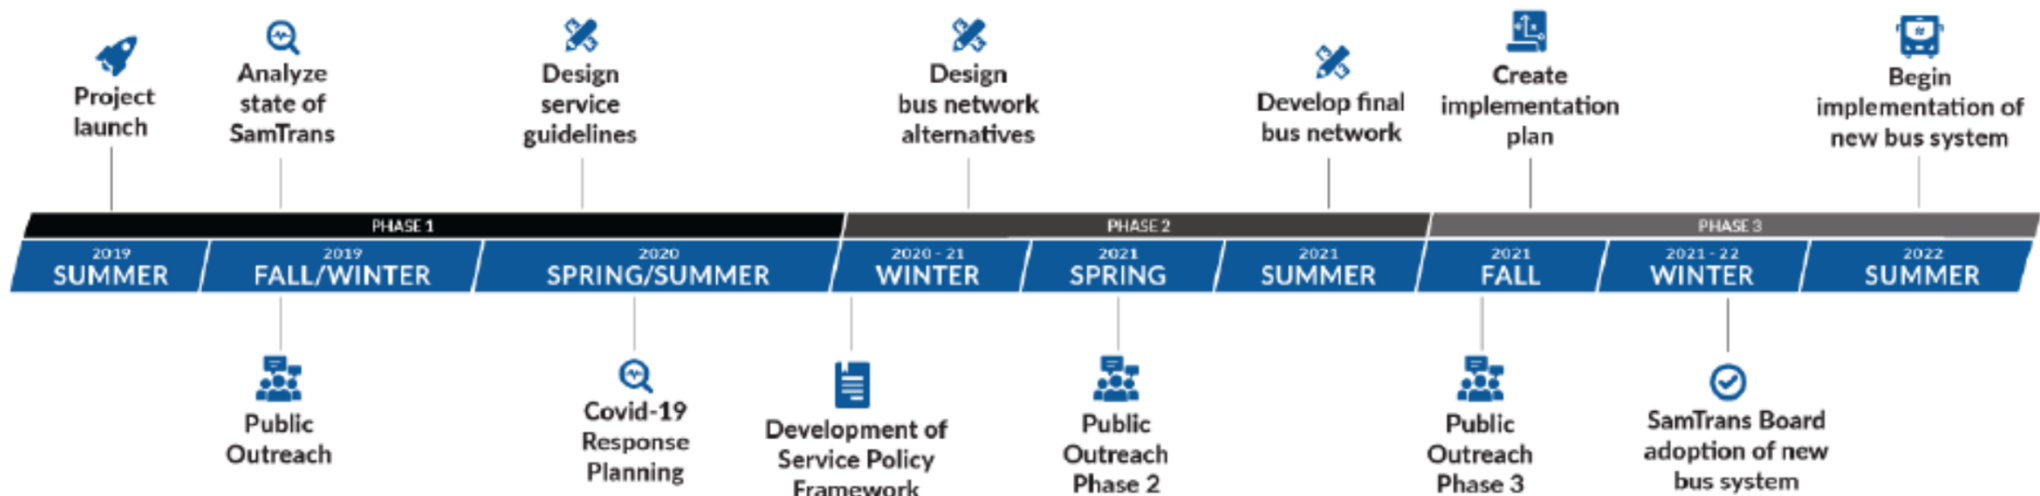 Project
launch
Analyze
state of
SamTrans
Design
service
guidelines
Design
bus network
alternatives
Develop final
bus network
Create
implementation
plan
Begin
implementation of
new bus system
PHASE 1
PHASE 2
PHASE 3
2019
SUMMER
2019
FALL/WINTER
2020
SPRING/SUMMER
2020 - 21
WINTER
2021
SPRING
2021
SUMMER
2021
FALL
2021 - 22
WINTER
2022
SUMMER
Public
Outreach
Covid-19
Response
Planning
Development of
Service Policy
Framework
Public
Outreach
Phase 2
Public
Outreach
Phase 3
SamTrans Board
adoption of new
bus system